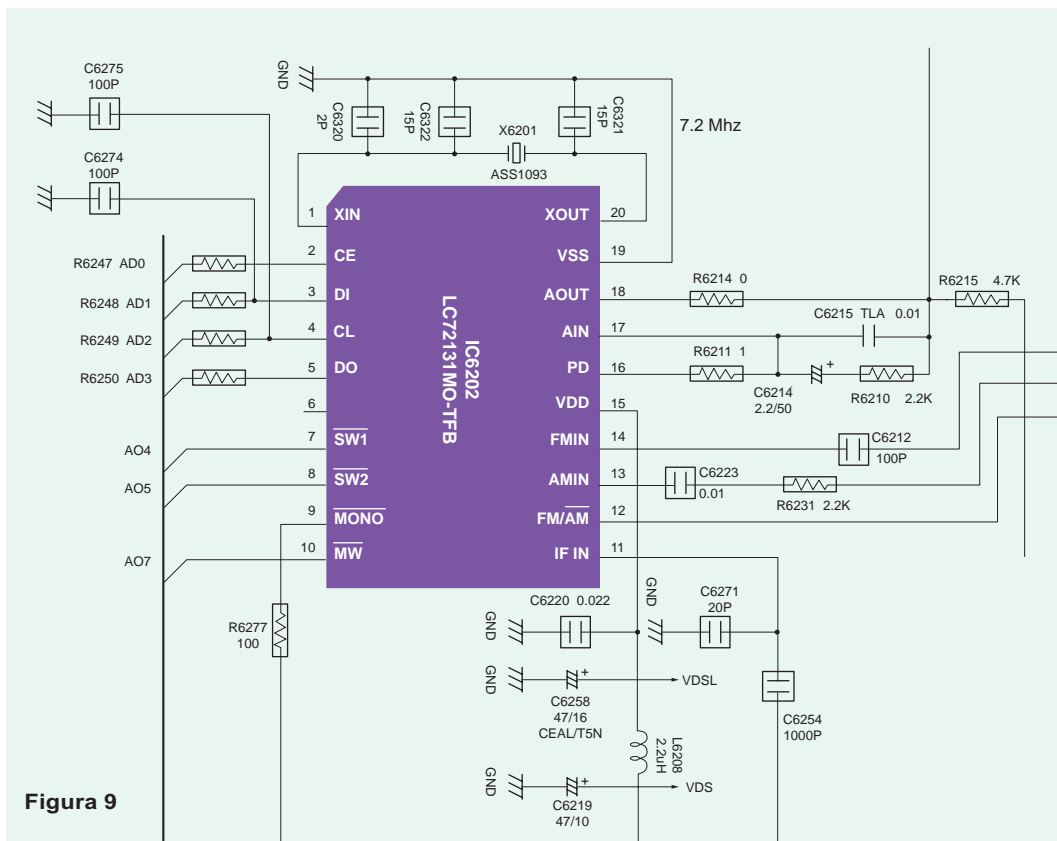 C6275
100P
GND
C6320
2P
C6322
15P
C6321
15P
X6201
ASS1093
7.2 Mhz
C6274
100P
R6247 AD0
R6248 AD1
R6249 AD2
R6250 AD3
AO4
AO5
AO7
R6277
100
1
2
3
4
5
6
7
8
9
10
XIN
CE
DI
CL
DO
SW1
SW2
MONO
MW
IC6202
LC72131MO-TFB
XOUT
VSS
AOUT
AIN
PD
VDD
FMIN
AMIN
FM/AM
IF IN
20
19
18
17
16
15
14
13
12
11
R6214 0
R6215 4.7K
C6215 TLA 0.01
R6211 1
C6214
2.2/50
R6210 2.2K
C6212
100P
C6223
0.01
R6231 2.2K
C6220 0.022
GND
GND
C6271
20P
GND
C6258
47/16
CEAL/T5N
VDSL
C6254
1000P
L6208
2.2uH
GND
C6219
47/10
VDS
Figura 9